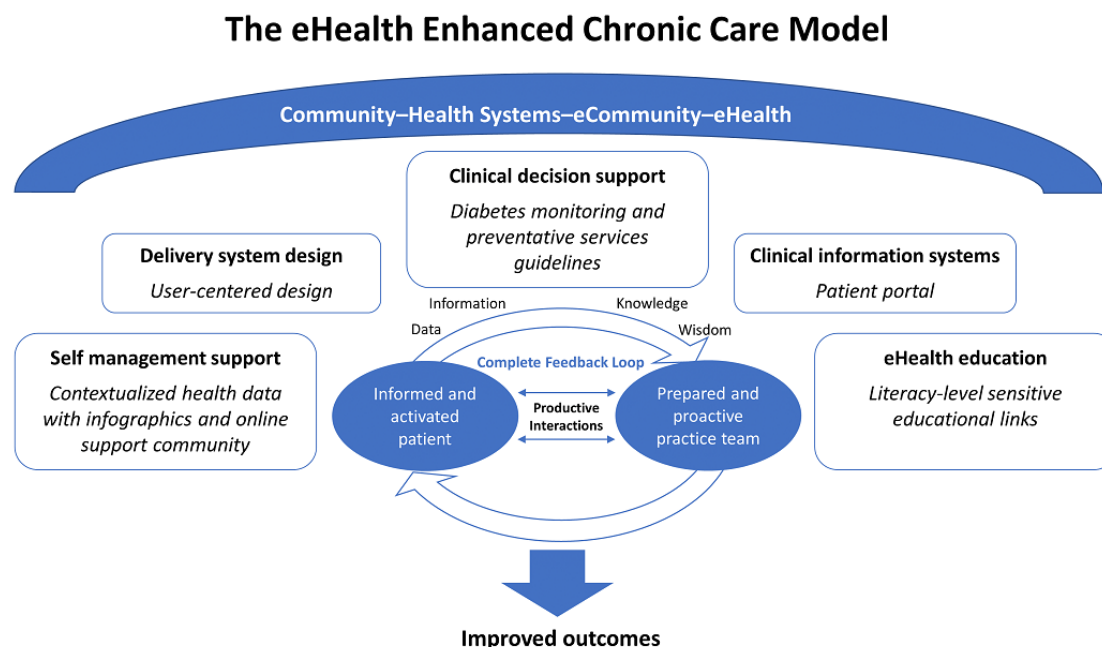 The eHealth Enhanced Chronic Care Model
Community–Health Systems–eCommunity–eHealth
Clinical decision support
Diabetes monitoring and
preventative services
guidelines
Delivery system design
User-centered design
Clinical information systems
Patient portal
Self management support
Contextualized health data
with infographics and online
support community
eHealth education
Literacy-level sensitive
educational links
Information
Knowledge
Data
Wisdom
Complete Feedback Loop
Informed and
activated
patient
Productive
Interactions
Prepared and
proactive
practice team
Improved outcomes